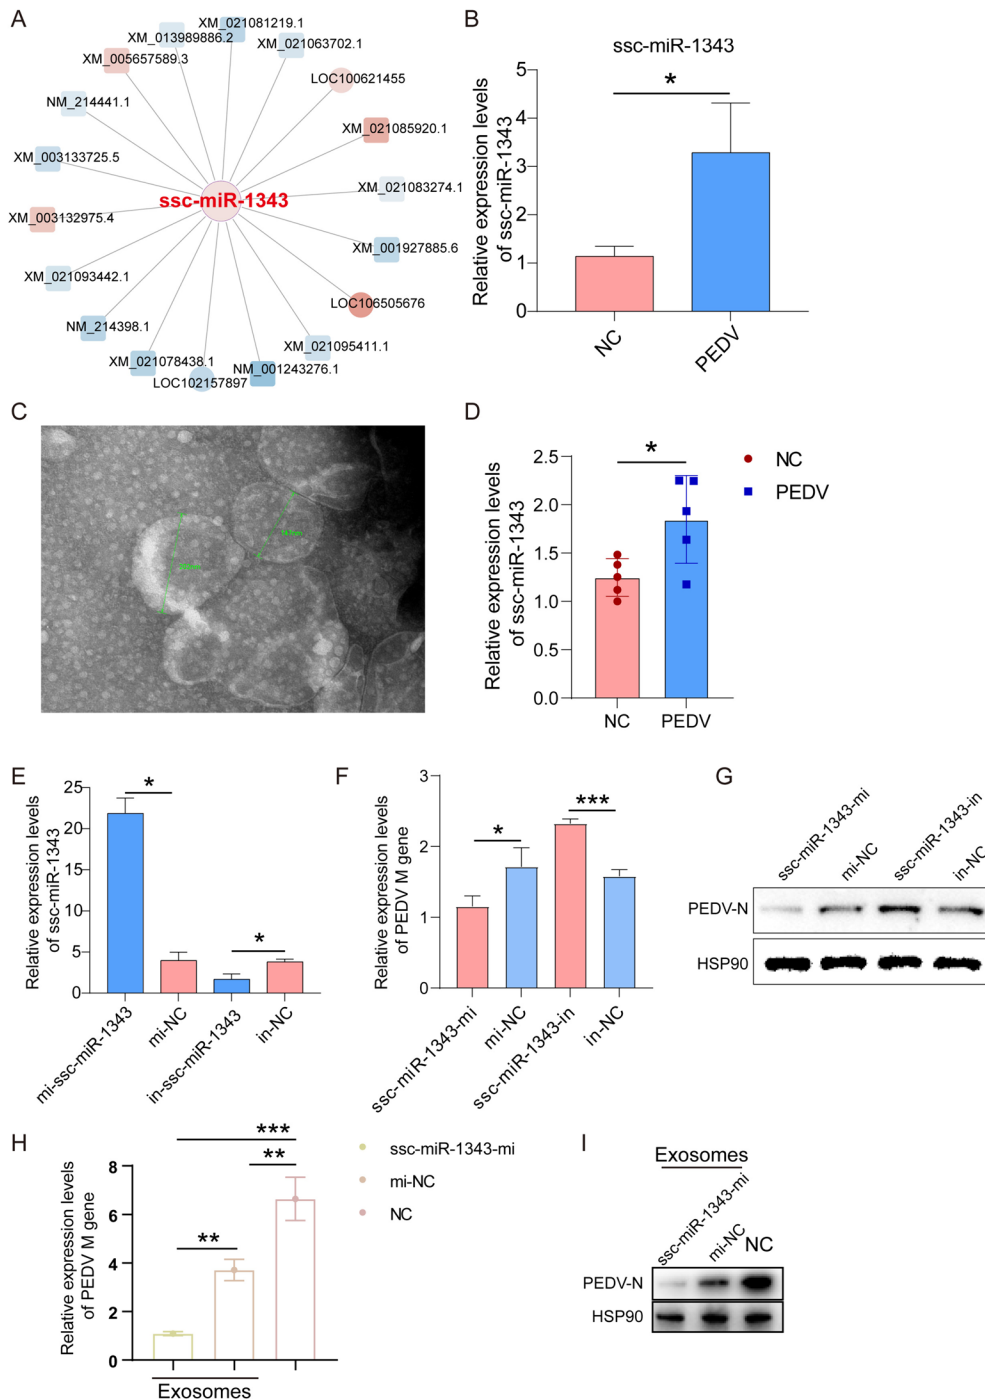 A
XM_021081219.1
XM_013989886.2
XM_021063702.1
XM_005657589.3
LOC100621455
NM_214441.1
XM_021085920.1
XM_003133725.5
XM_021083274.1
ssc-miR-1343
XM_003132975.4
XM_001927885.6
XM_021093442.1
LOC106505676
NM_214398.1
XM_021095411.1
XM_021078438.1
NM_001243276.1
LOC102157897
B
ssc-miR-1343
*
Relative expression levels
of ssc-miR-1343
5
4
3
2
1
0
NC
PEDV
C
D
*
NC
PEDV
Relative expression levels
of ssc-miR-1343
2.5
2.0
1.5
1.0
0.5
0.0
NC
PEDV
E
Relative expression levels
of ssc-miR-1343
25
20
15
10
5
0
*
*
mi-ssc-miR-1343
mi-NC
in-ssc-miR-1343
in-NC
F
Relative expression levels
of PEDV M gene
3
2
1
0
*
***
ssc-miR-1343-mi
mi-NC
ssc-miR-1343-in
in-NC
G
ssc-miR-1343-mi
mi-NC
ssc-miR-1343-in
in-NC
PEDV-N
HSP90
H
Relative expression levels
of PEDV M gene
8
6
4
2
0
***
**
**
ssc-miR-1343-mi
mi-NC
NC
Exosomes
I
Exosomes
ssc-miR-1343-mi
mi-NC
NC
PEDV-N
HSP90